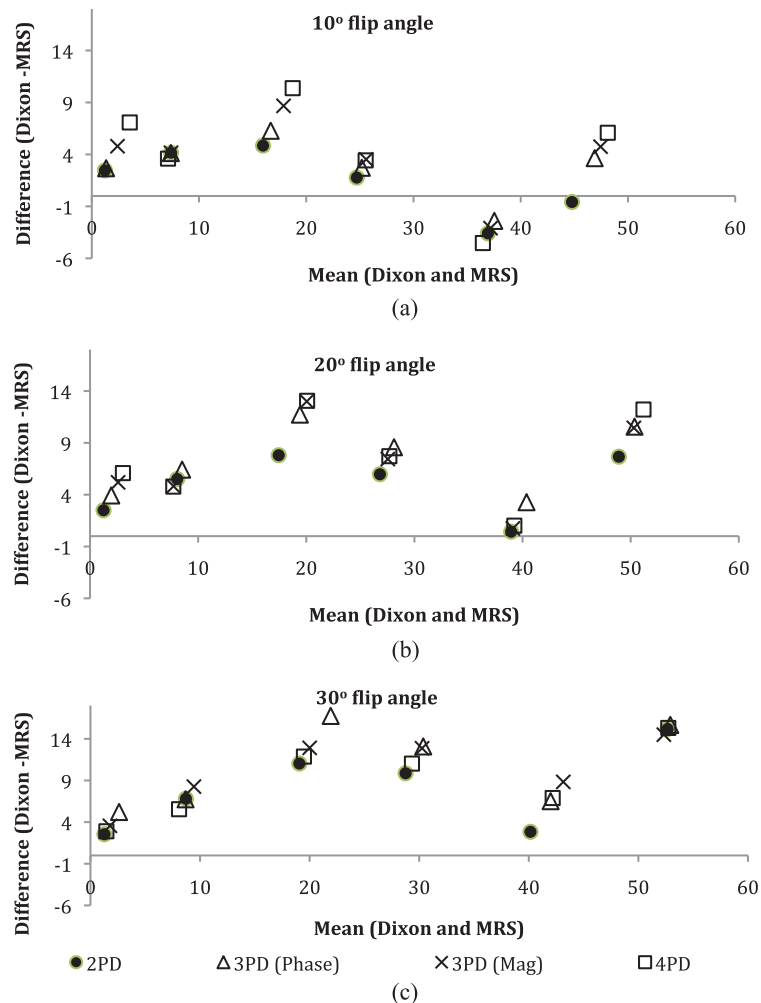 10º flip angle
Difference (Dixon -MRS)
14
9
4
-1
-6
0 10 20 30 40 50 60
Mean (Dixon and MRS)
(a)
20º flip angle
Difference (Dixon -MRS)
14
9
4
-1
-6
0 10 20 30 40 50 60
Mean (Dixon and MRS)
(b)
30º flip angle
Difference (Dixon -MRS)
14
9
4
-1
-6
0 10 20 30 40 50 60
Mean (Dixon and MRS)
2PD 3PD (Phase) 3PD (Mag) 4PD
(c)